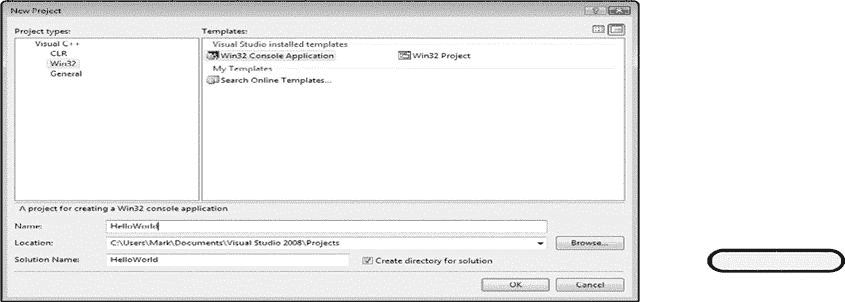 New Project
Project types:
Templates:
Visual C++
CLR
Win32
General
Visual Studio installed templates
Win32 Console Application
Win32 Project
My Templates
Search Online Templates...
A project for creating a Win32 console application
Name:
HelloWorld
Location:
C:\Users\Mark\Documents\Visual Studio 2008\Projects
Browse...
Solution Name:
HelloWorld
Create directory for solution
OK
Cancel